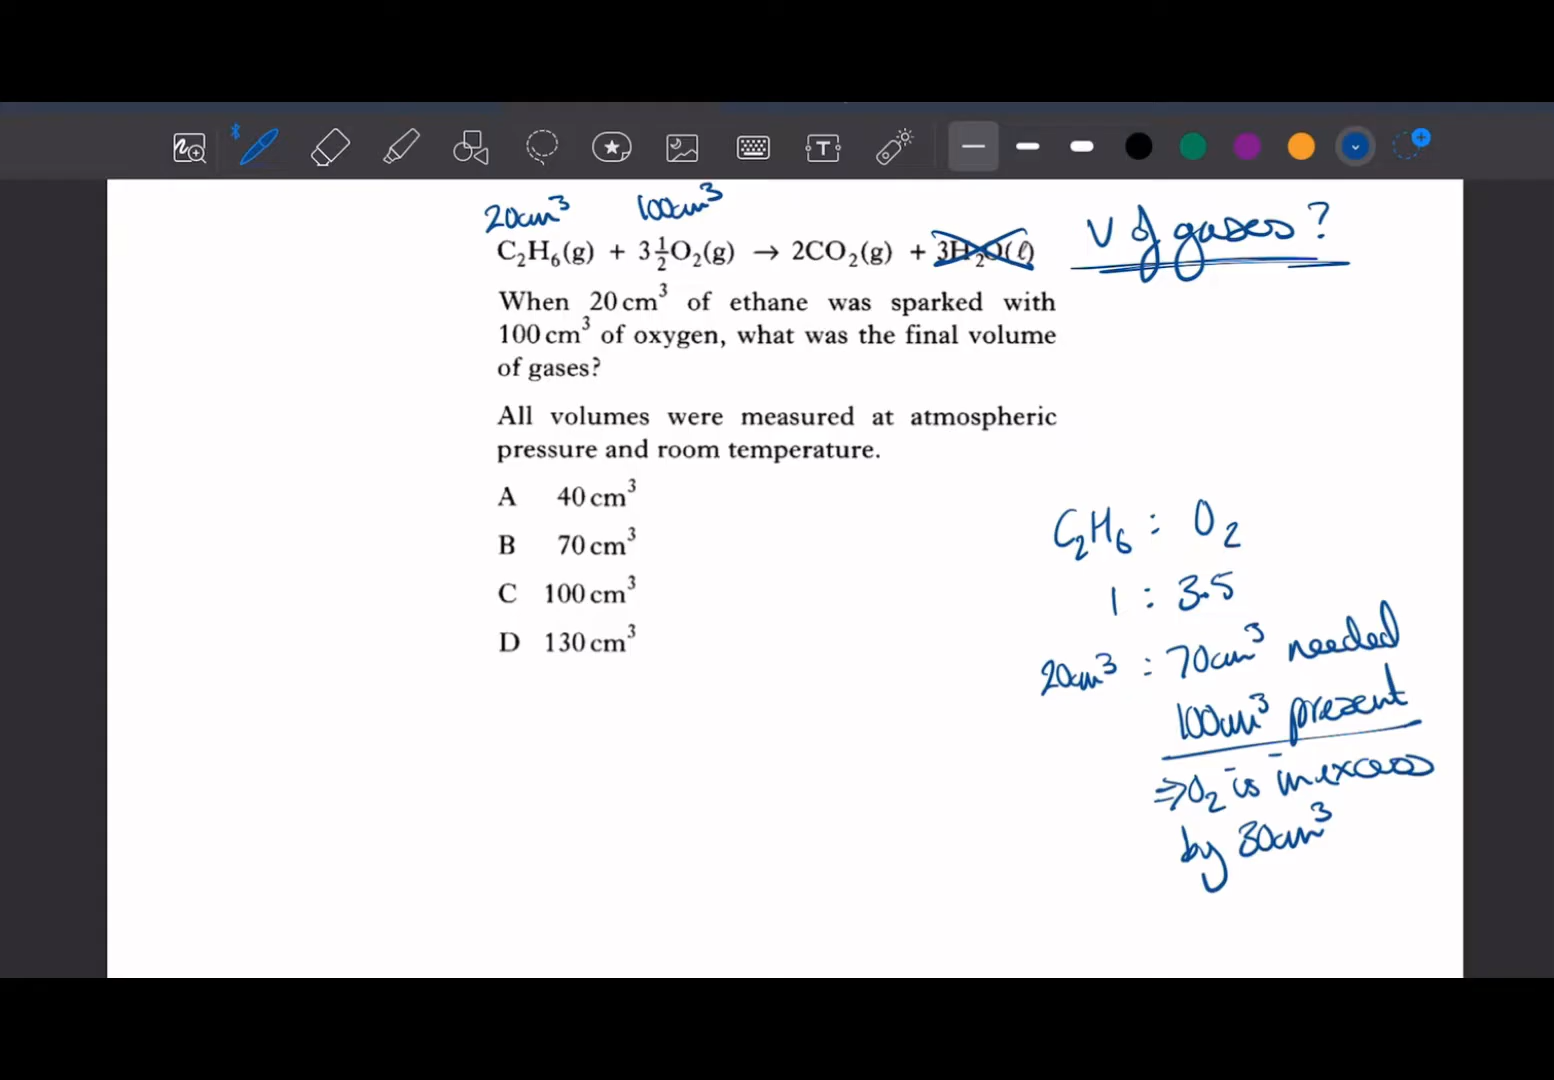 20cm³ 100cm³
C₂H₆(g) + 3½O₂(g) → 2CO₂(g) + 3H₂O(ℓ)
V of gases?
When 20 cm³ of ethane was sparked with
100 cm³ of oxygen, what was the final volume
of gases?
All volumes were measured at atmospheric
pressure and room temperature.
A 40 cm³
B 70 cm³
C 100 cm³
D 130 cm³
C₂H₆ : O₂
1 : 3.5
20cm³ : 70cm³ needed
100cm³ present
⇒ O₂ is in excess
by 30cm³